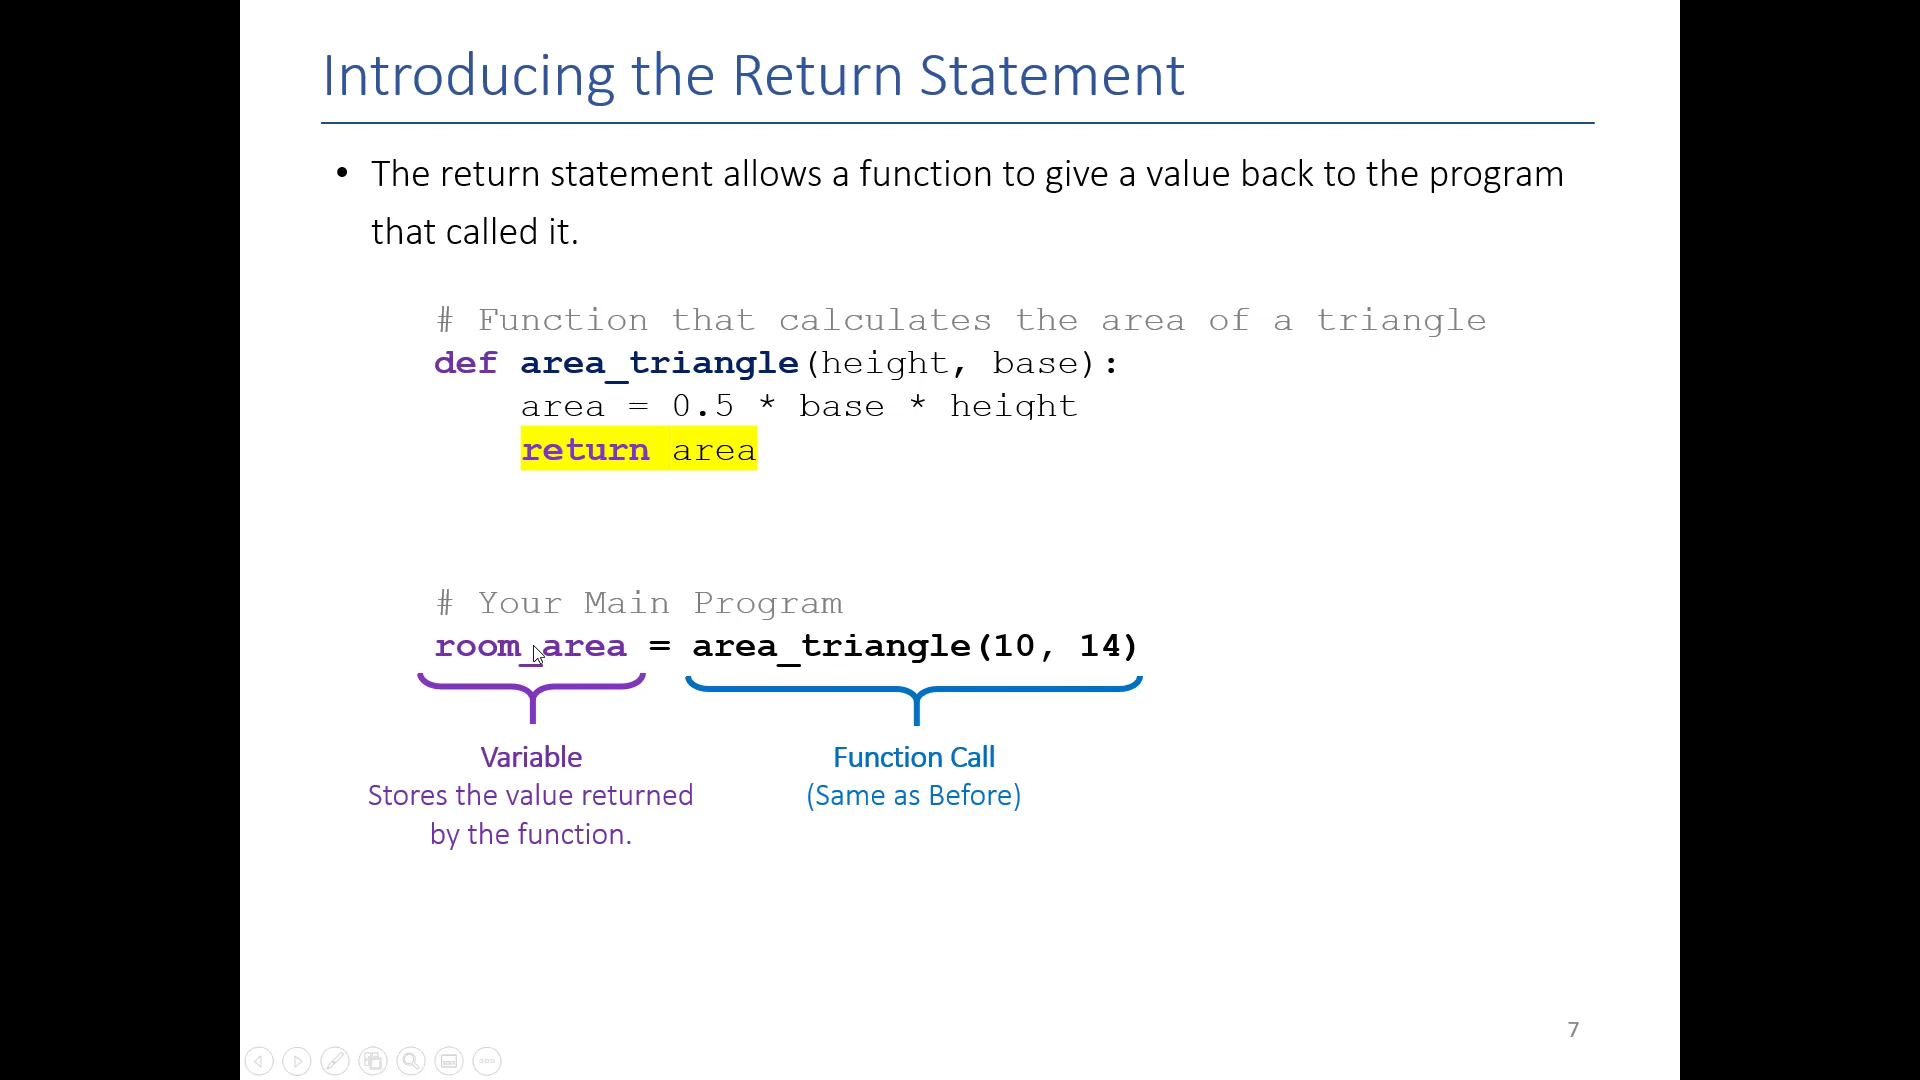 Introducing the Return Statement
• The return statement allows a function to give a value back to the program
that called it.
# Function that calculates the area of a triangle
def area_triangle(height, base):
    area = 0.5 * base * height
    return area
# Your Main Program
room_area = area_triangle(10, 14)
Variable
Stores the value returned
by the function.
Function Call
(Same as Before)
7